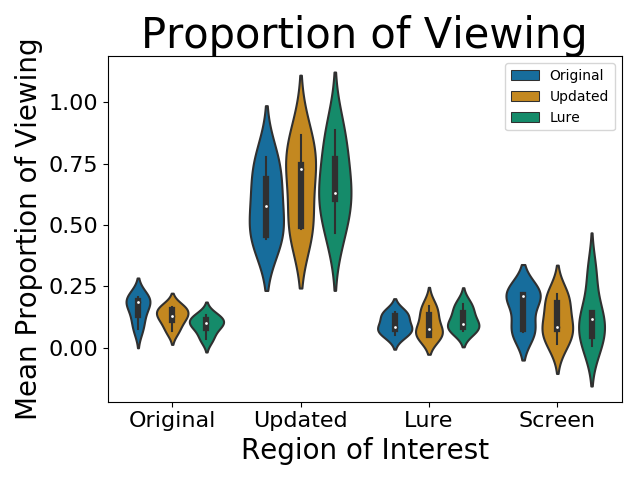 Proportion of Viewing
Mean Proportion of Viewing
1.00
0.75
0.50
0.25
0.00
Original
Updated
Lure
Original
Updated
Lure
Screen
Region of Interest